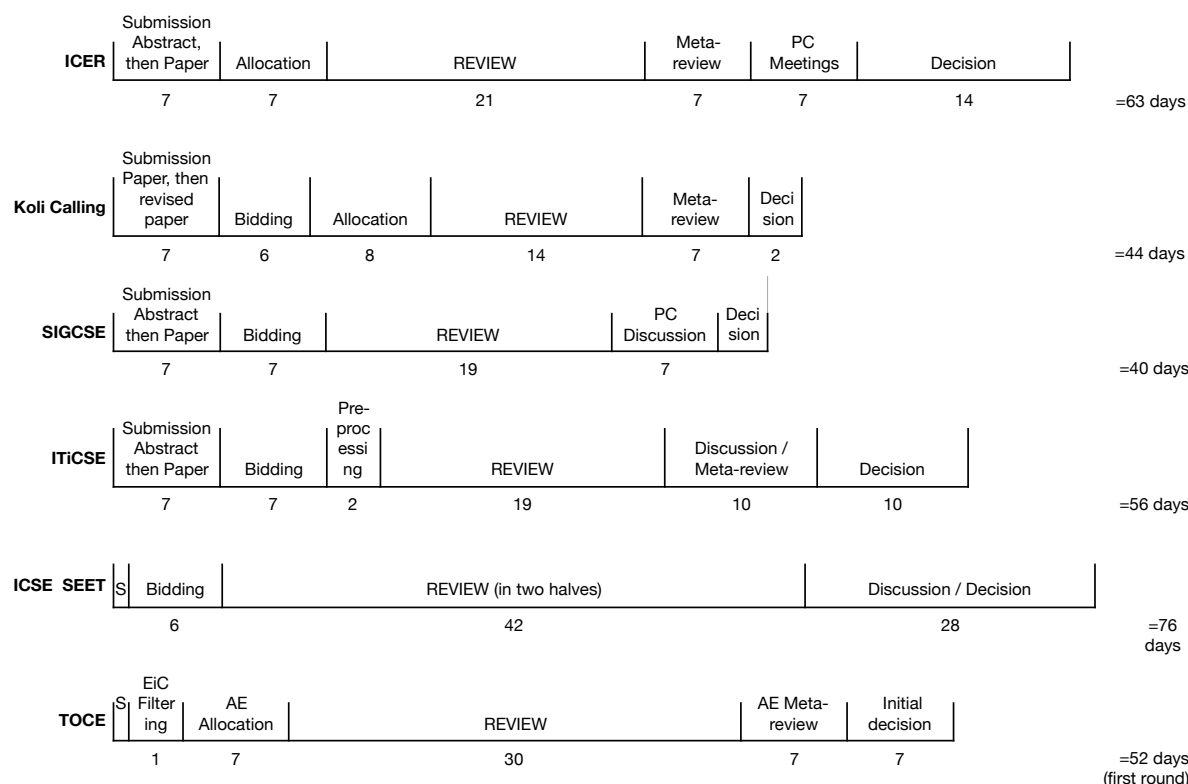 Submission
Abstract,
then Paper
Meta-
review
PC
Meetings
ICER
Allocation
REVIEW
Decision
7
7
21
7
7
14
=63 days
Submission
Paper, then
revised
paper
Koli Calling
Bidding
Allocation
REVIEW
Meta-
review
Deci
sion
7
6
8
14
7
2
=44 days
Submission
Abstract
then Paper
SIGCSE
Bidding
REVIEW
PC
Discussion
Deci
sion
7
7
19
7
=40 days
Submission
Abstract
then Paper
ITiCSE
Bidding
Pre-
proc
essi
ng
REVIEW
Discussion /
Meta-review
Decision
7
7
2
19
10
10
=56 days
ICSE SEET
S
Bidding
REVIEW (in two halves)
Discussion / Decision
6
42
28
=76
days
TOCE
S
EiC
Filter
ing
AE
Allocation
REVIEW
AE Meta-
review
Initial
decision
1
7
30
7
7
=52 days
(first round)